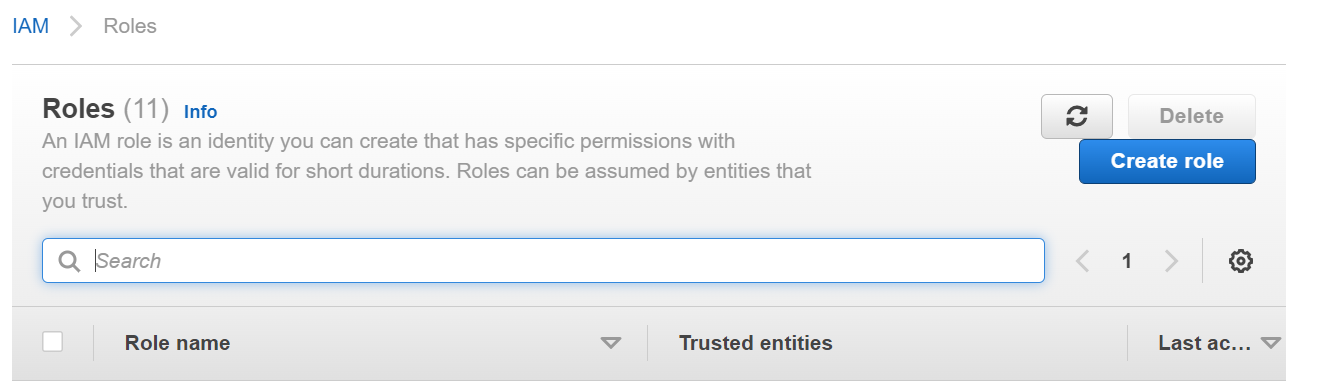 IAM > Roles
Roles (11) Info
An IAM role is an identity you can create that has specific permissions with
credentials that are valid for short durations. Roles can be assumed by entities that
you trust.
Delete
Create role
Search
1
Role name
Trusted entities
Last ac...